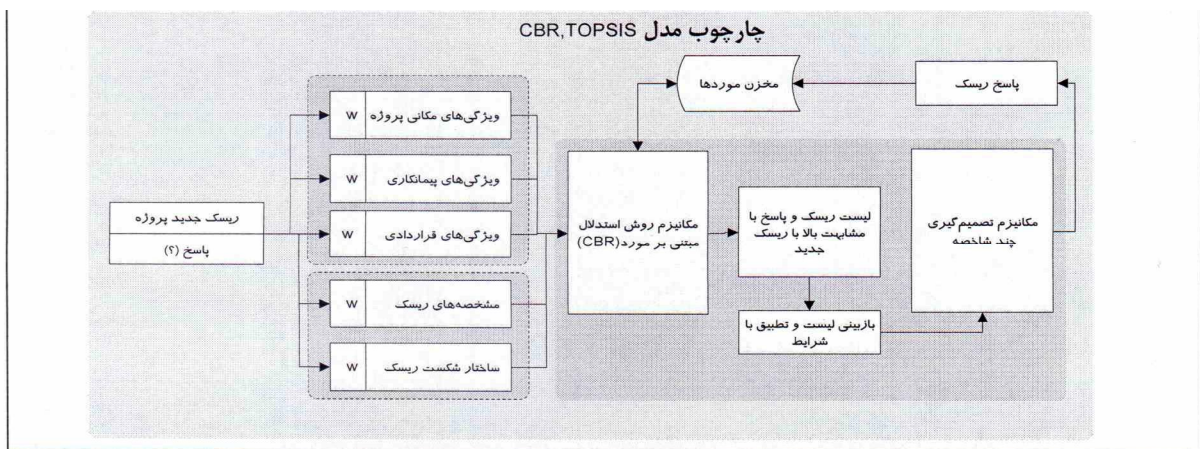 چارچوب مدل CBR,TOPSIS
مخزن موردها
پاسخ ریسک
ویژگی‌های مکانی پروژه
W
ویژگی‌های پیمانکاری
W
ویژگی‌های قراردادی
W
مشخصه‌های ریسک
W
ساختار شکست ریسک
W
ریسک جدید پروژه
پاسخ (؟)
مکانیزم روش استدلال
مبتنی بر مورد(CBR)
لیست ریسک و پاسخ با
مشابهت بالا با ریسک
جدید
بازبینی لیست و تطبیق با
شرایط
مکانیزم تصمیم‌گیری
چند شاخصه